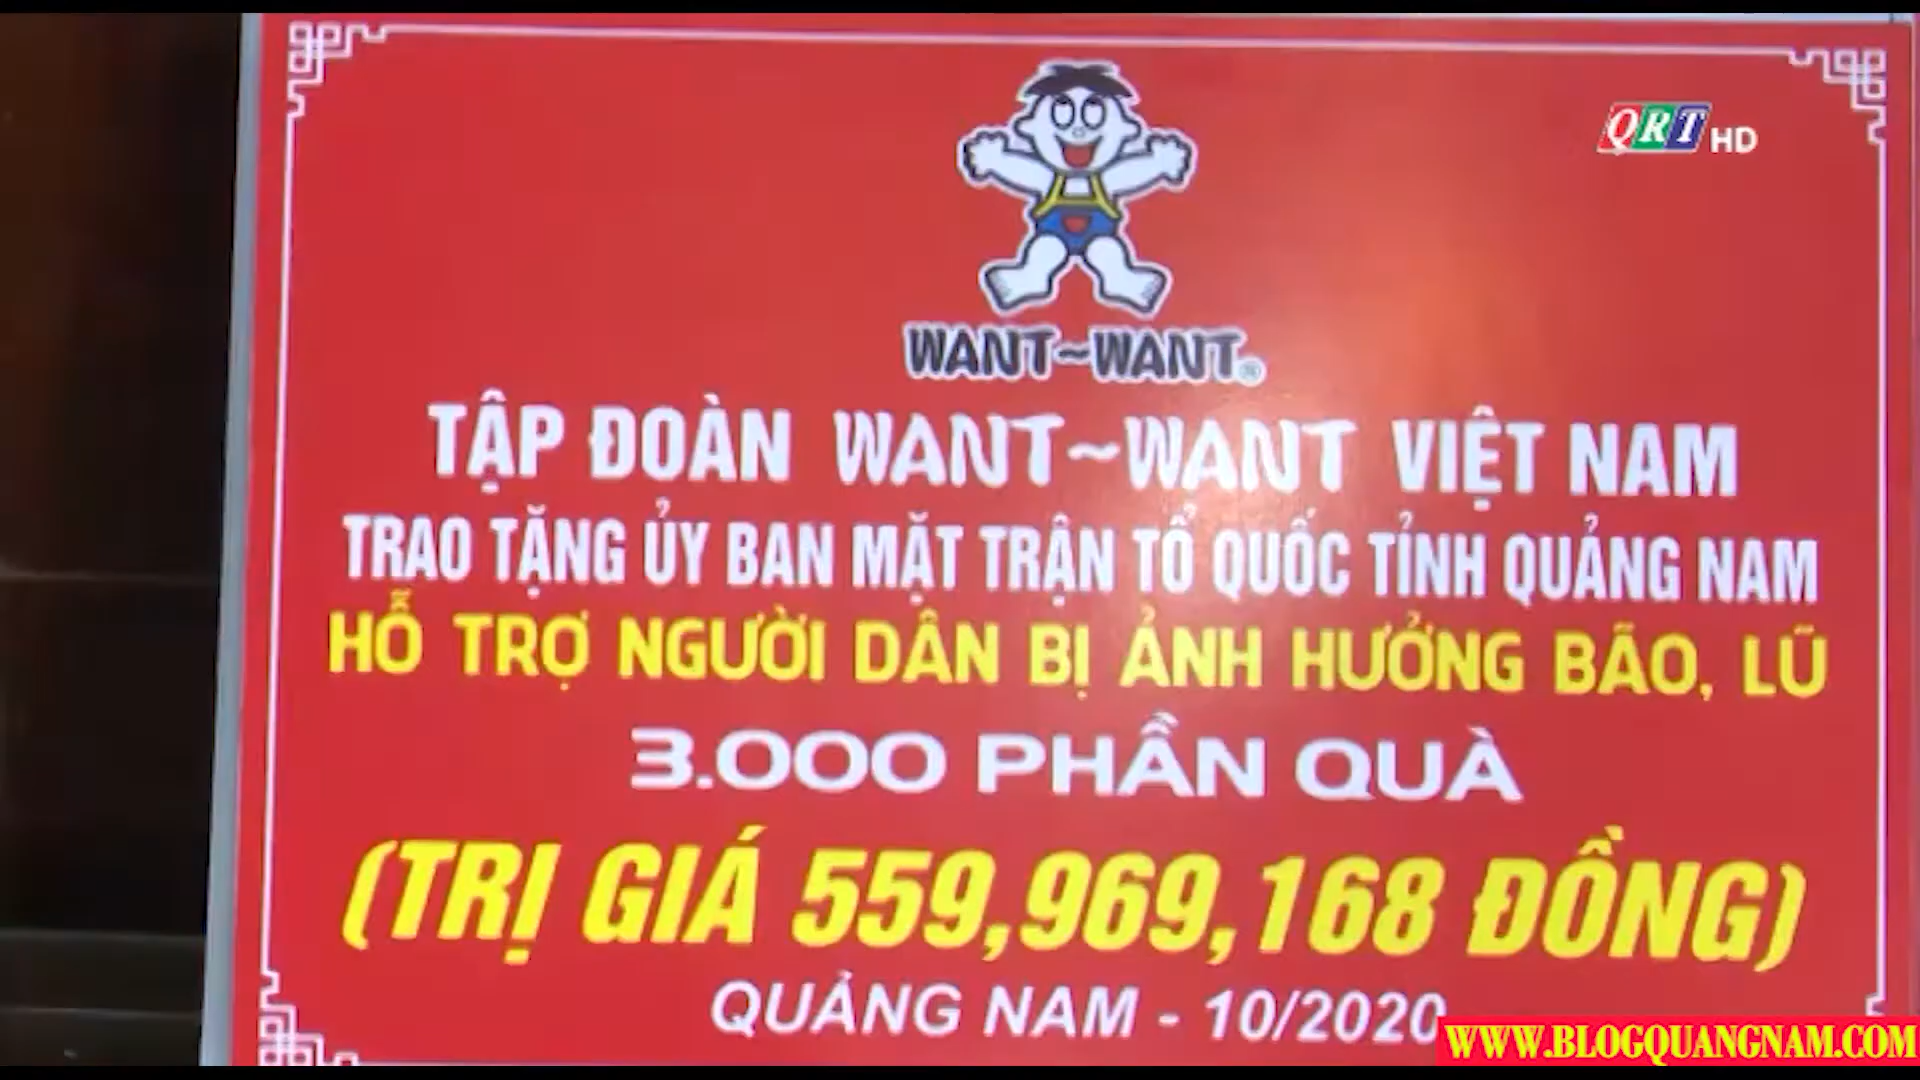 QRT HD
WANT~WANT®
TẬP ĐOÀN WANT~WANT VIỆT NAM
TRAO TẶNG ỦY BAN MẶT TRẬN TỔ QUỐC TỈNH QUẢNG NAM
HỖ TRỢ NGƯỜI DÂN BỊ ẢNH HƯỞNG BÃO, LŨ
3.000 PHẦN QUÀ
(TRỊ GIÁ 559,969,168 ĐỒNG)
QUẢNG NAM - 10/2020
WWW.BLOGQUANGNAM.COM